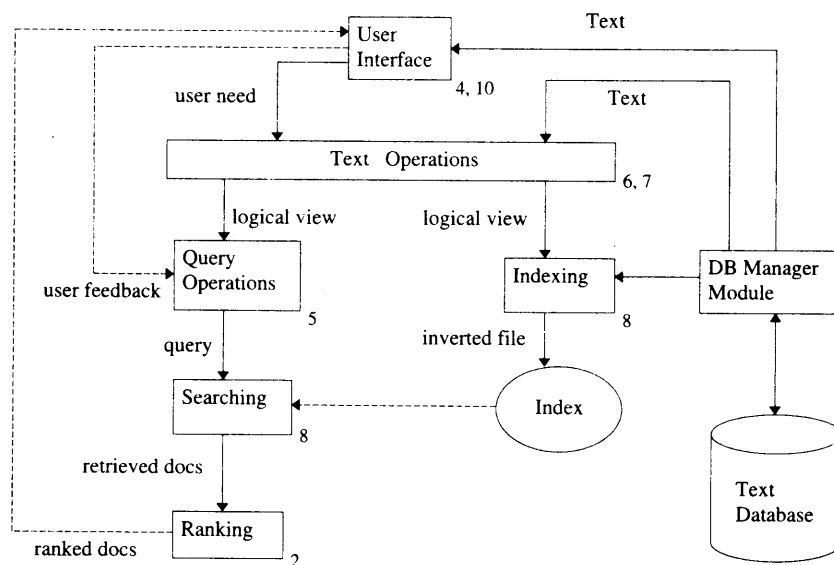 User
Interface
4, 10
Text
user need
Text
Text Operations
6, 7
logical view
logical view
Query
Operations
5
user feedback
Indexing
8
DB Manager
Module
query
inverted file
Searching
8
Index
retrieved docs
Text
Database
Ranking
2
ranked docs